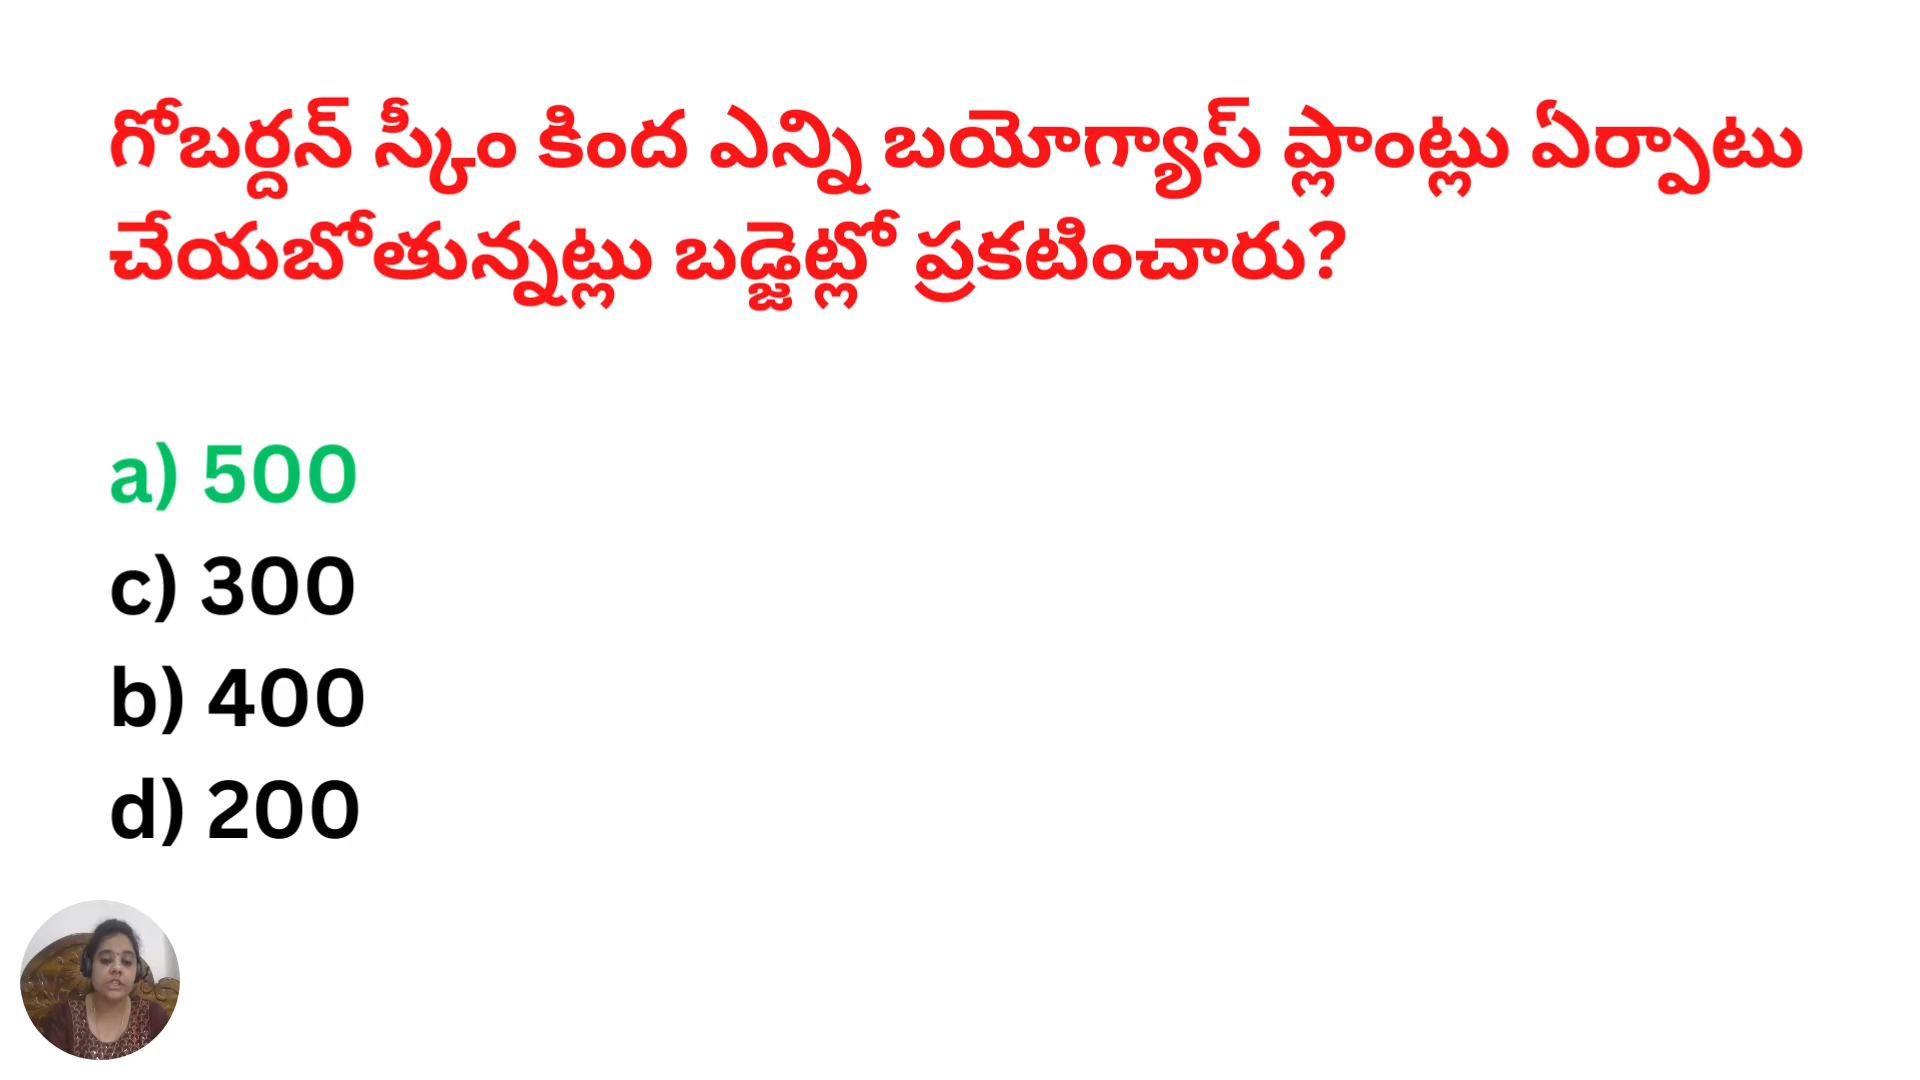 గోబర్దన్ స్కీం కింద ఎన్ని బయోగ్యాస్ ప్లాంట్లు ఏర్పాటు
చేయబోతున్నట్లు బడ్జెట్లో ప్రకటించారు?
a) 500
c) 300
b) 400
d) 200